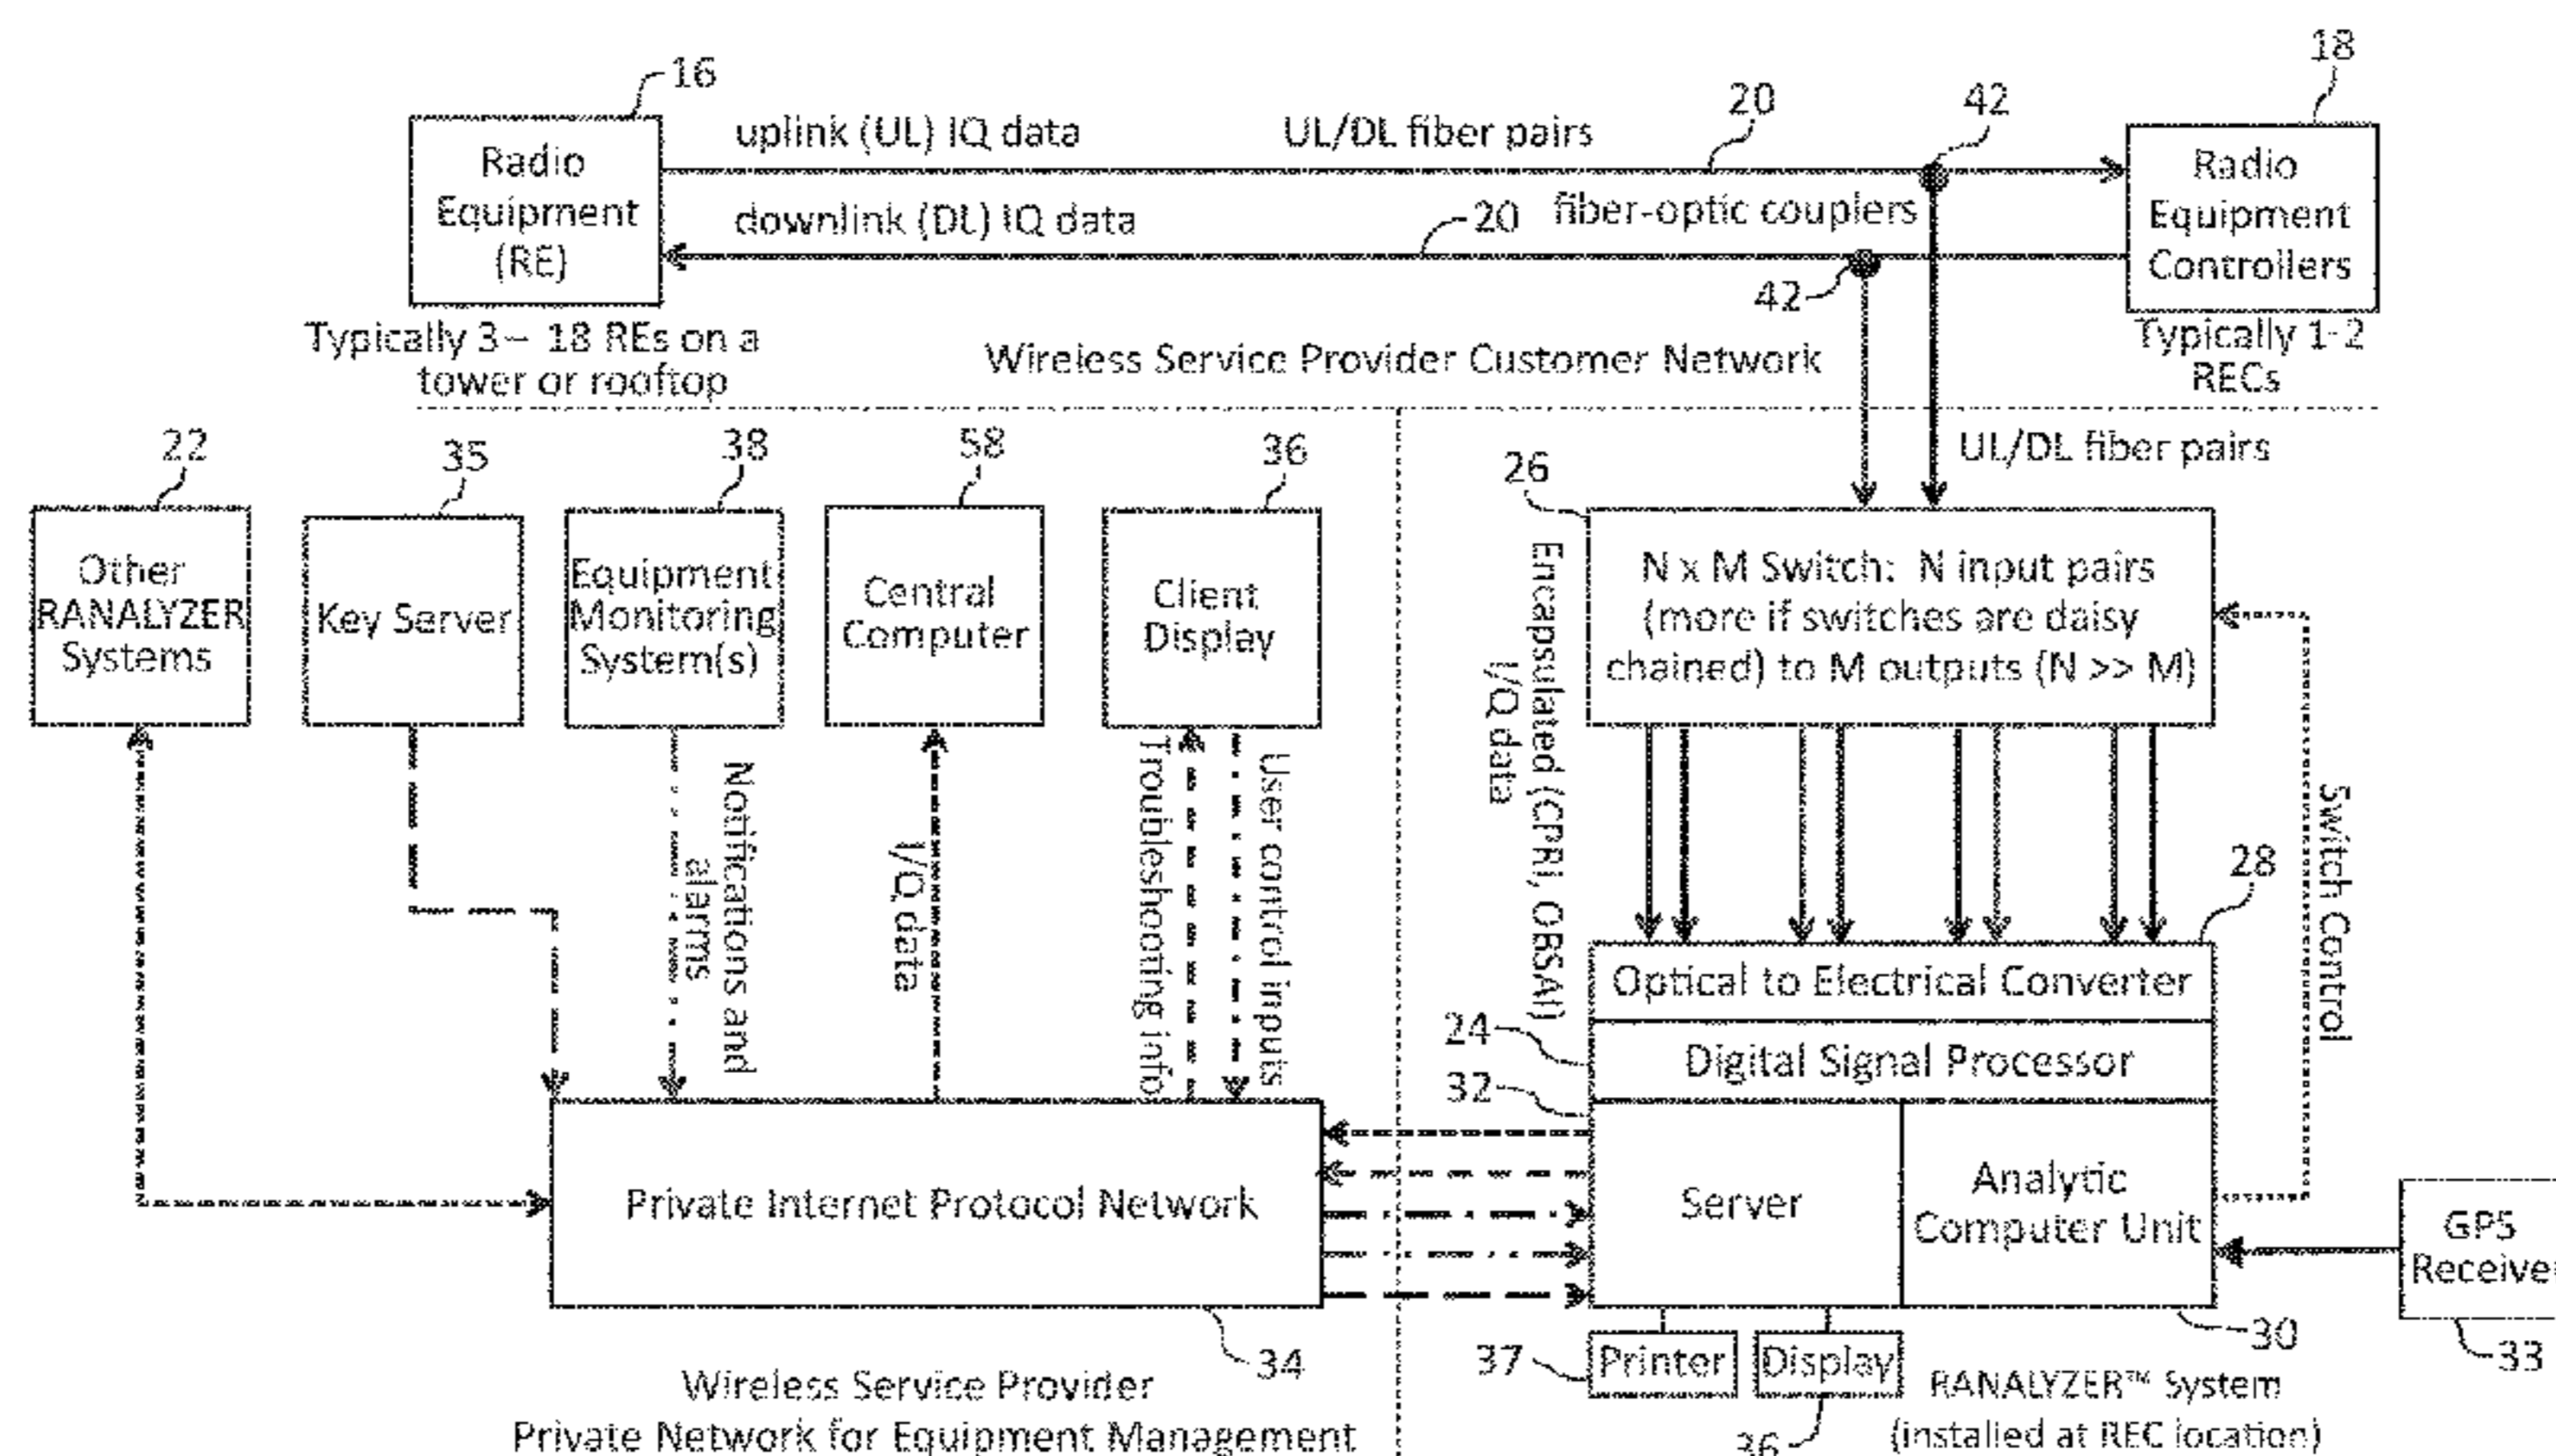 16
18
20
42
uplink (UL) IQ data
UL/DL fiber pairs
Radio
Equipment
(RE)
Radio
Equipment
Controllers
downlink (DL) IQ data
20
fiber-optic couplers
42
Typically 3 – 18 REs on a
tower or rooftop
Wireless Service Provider Customer Network
Typically 1-2
RECs
22
35
38
58
36
26
UL/DL fiber pairs
Other
RANALYZER
Systems
Key Server
Equipment
Monitoring
System(s)
Central
Computer
Client
Display
N x M Switch: N input pairs
(more if switches are daisy
chained) to M outputs (N >> M)
Encapsulated (CPRI, OBSAI)
I/Q data
Notifications and
alarms
I/Q data
Troubleshooting info
User control inputs
Switch Control
28
Optical to Electrical Converter
24
Digital Signal Processor
32
Private Internet Protocol Network
Server
Analytic
Computer Unit
GPS
Receive
34
30
33
37
Printer
Display
36
Wireless Service Provider
Private Network for Equipment Management
RANALYZER™ System
(installed at REC location)